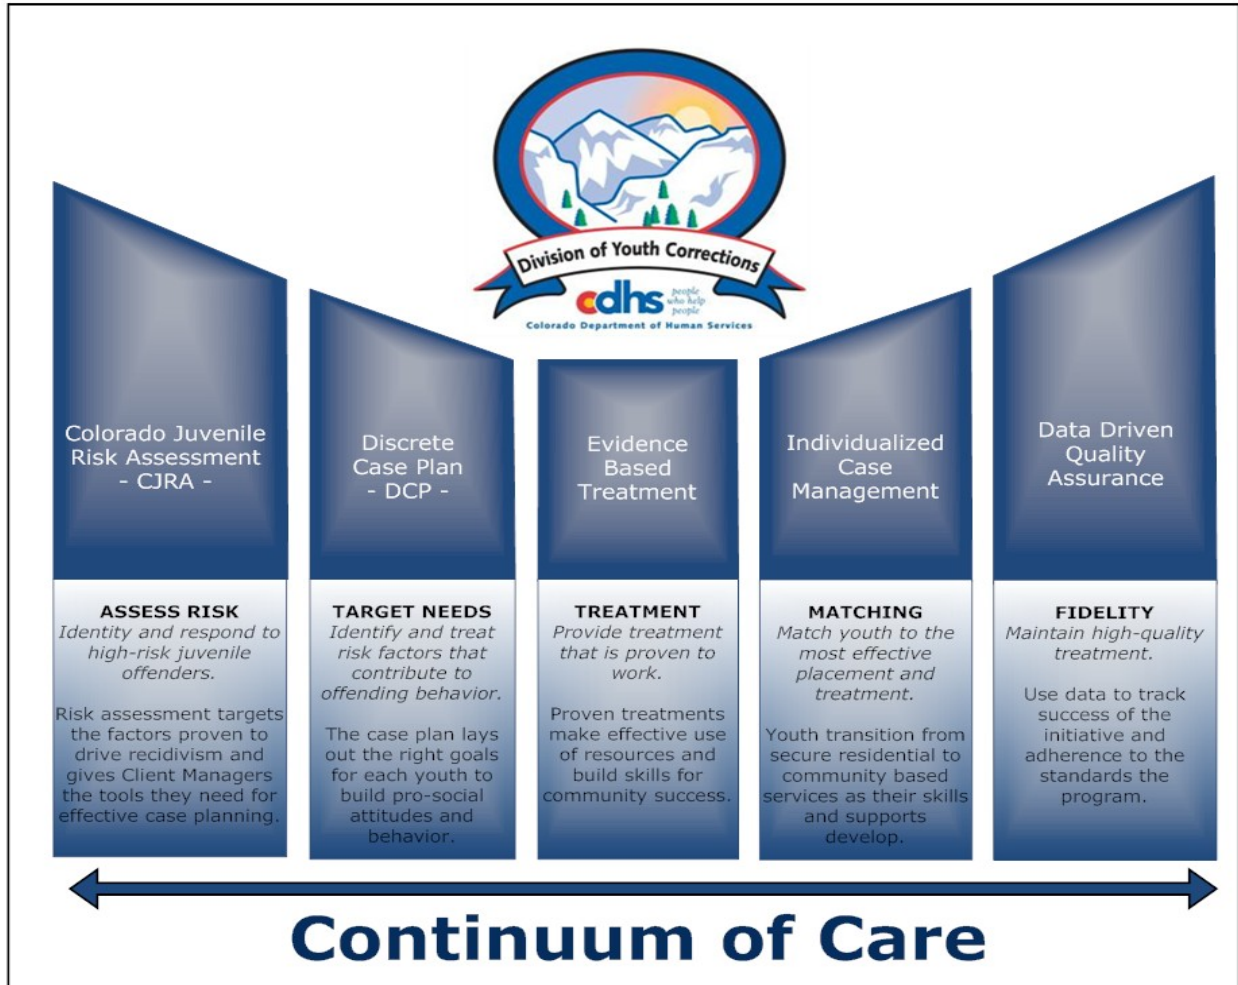 Division of Youth Corrections
cdhs
people
who help
people
Colorado Department of Human Services
Colorado Juvenile
Risk Assessment
- CJRA -
Discrete
Case Plan
- DCP -
Evidence
Based
Treatment
Individualized
Case
Management
Data Driven
Quality
Assurance
ASSESS RISK
Identity and respond to
high-risk juvenile
offenders.
Risk assessment targets
the factors proven to
drive recidivism and
gives Client Managers
the tools they need for
effective case planning.
TARGET NEEDS
Identify and treat
risk factors that
contribute to
offending behavior.
The case plan lays
out the right goals
for each youth to
build pro-social
attitudes and
behavior.
TREATMENT
Provide treatment
that is proven to
work.
Proven treatments
make effective use
of resources and
build skills for
community success.
MATCHING
Match youth to the
most effective
placement and
treatment.
Youth transition from
secure residential to
community based
services as their skills
and supports
develop.
FIDELITY
Maintain high-quality
treatment.
Use data to track
success of the
initiative and
adherence to the
standards the
program.
Continuum of Care